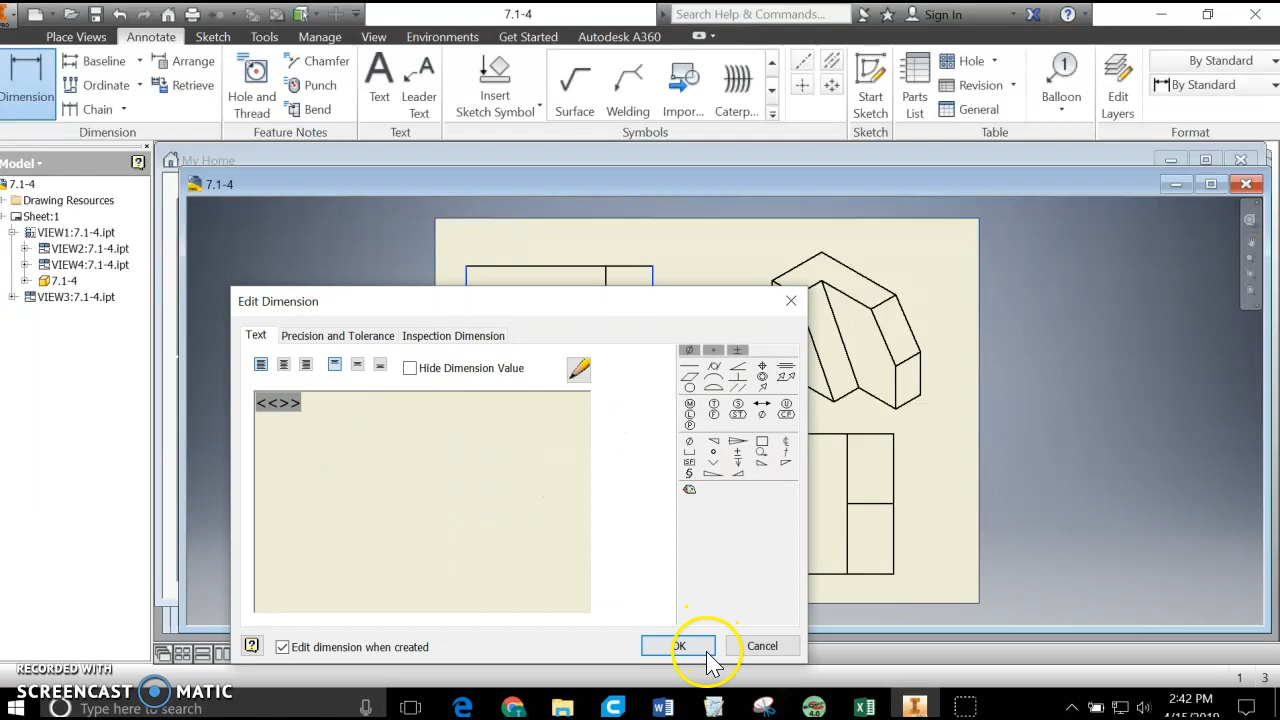 PRO
7.1-4
Search Help & Commands...
Sign In
Place Views
Annotate
Sketch
Tools
Manage
View
Environments
Get Started
Autodesk A360
Dimension
Baseline
Ordinate
Chain
Arrange
Retrieve
Dimension
Hole and Thread
Chamfer
Punch
Bend
Feature Notes
Text
Leader Text
Text
Insert Sketch Symbol
Surface
Welding
Impor...
Caterp...
Symbols
Start Sketch
Sketch
Parts List
Hole
Revision
General
Table
Balloon
Edit Layers
By Standard
By Standard
Format
Model
My Home
7.1-4
7.1-4
Drawing Resources
Sheet:1
VIEW1:7.1-4.ipt
VIEW2:7.1-4.ipt
VIEW4:7.1-4.ipt
7.1-4
VIEW3:7.1-4.ipt
Edit Dimension
Text
Precision and Tolerance
Inspection Dimension
Hide Dimension Value
<<>>
Edit dimension when created
OK
Cancel
RECORDED WITH
SCREENCAST MATIC
1 3
Type here to search
2:42 PM